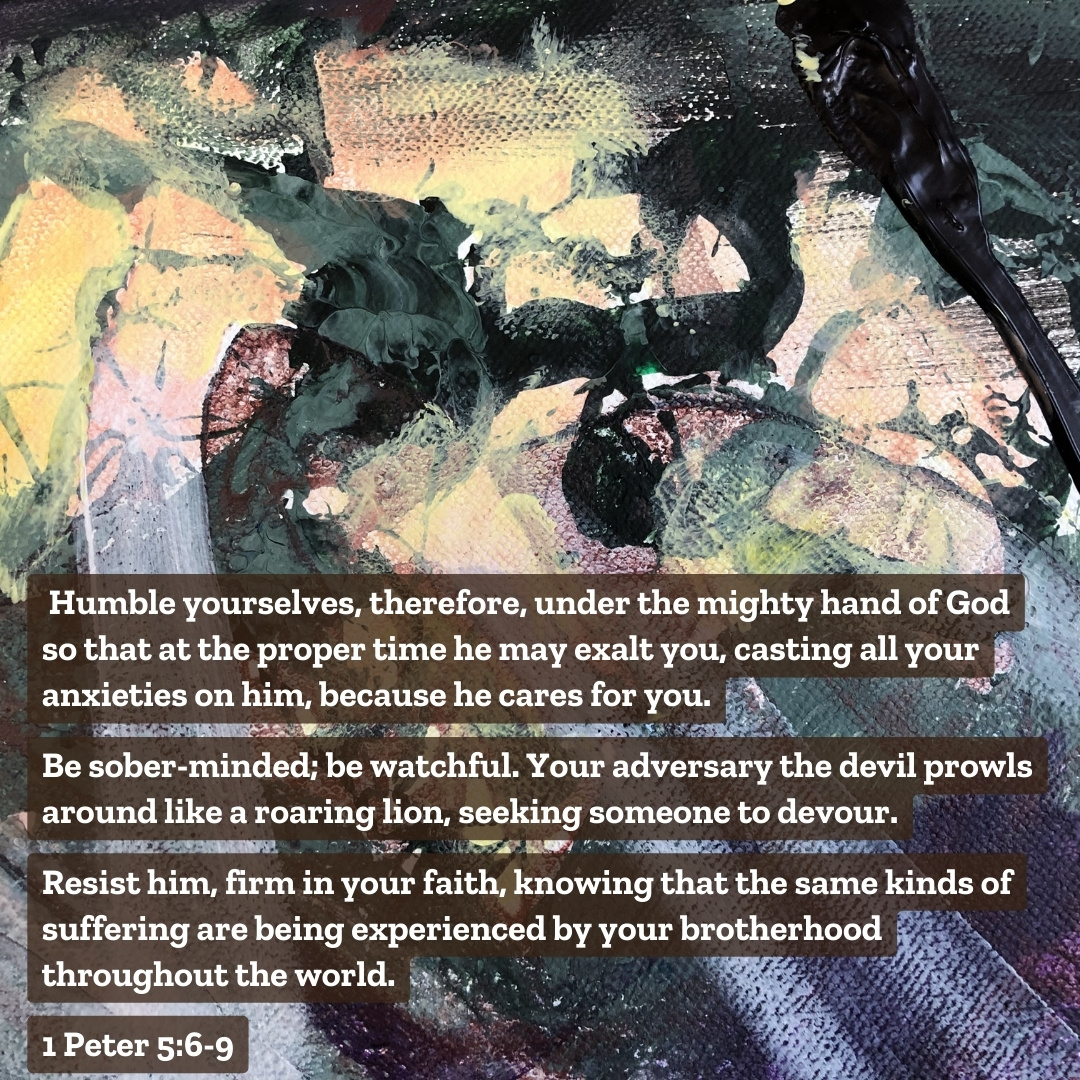 Humble yourselves, therefore, under the mighty hand of God
so that at the proper time he may exalt you, casting all your
anxieties on him, because he cares for you.
Be sober-minded; be watchful. Your adversary the devil prowls
around like a roaring lion, seeking someone to devour.
Resist him, firm in your faith, knowing that the same kinds of
suffering are being experienced by your brotherhood
throughout the world.
1 Peter 5:6-9